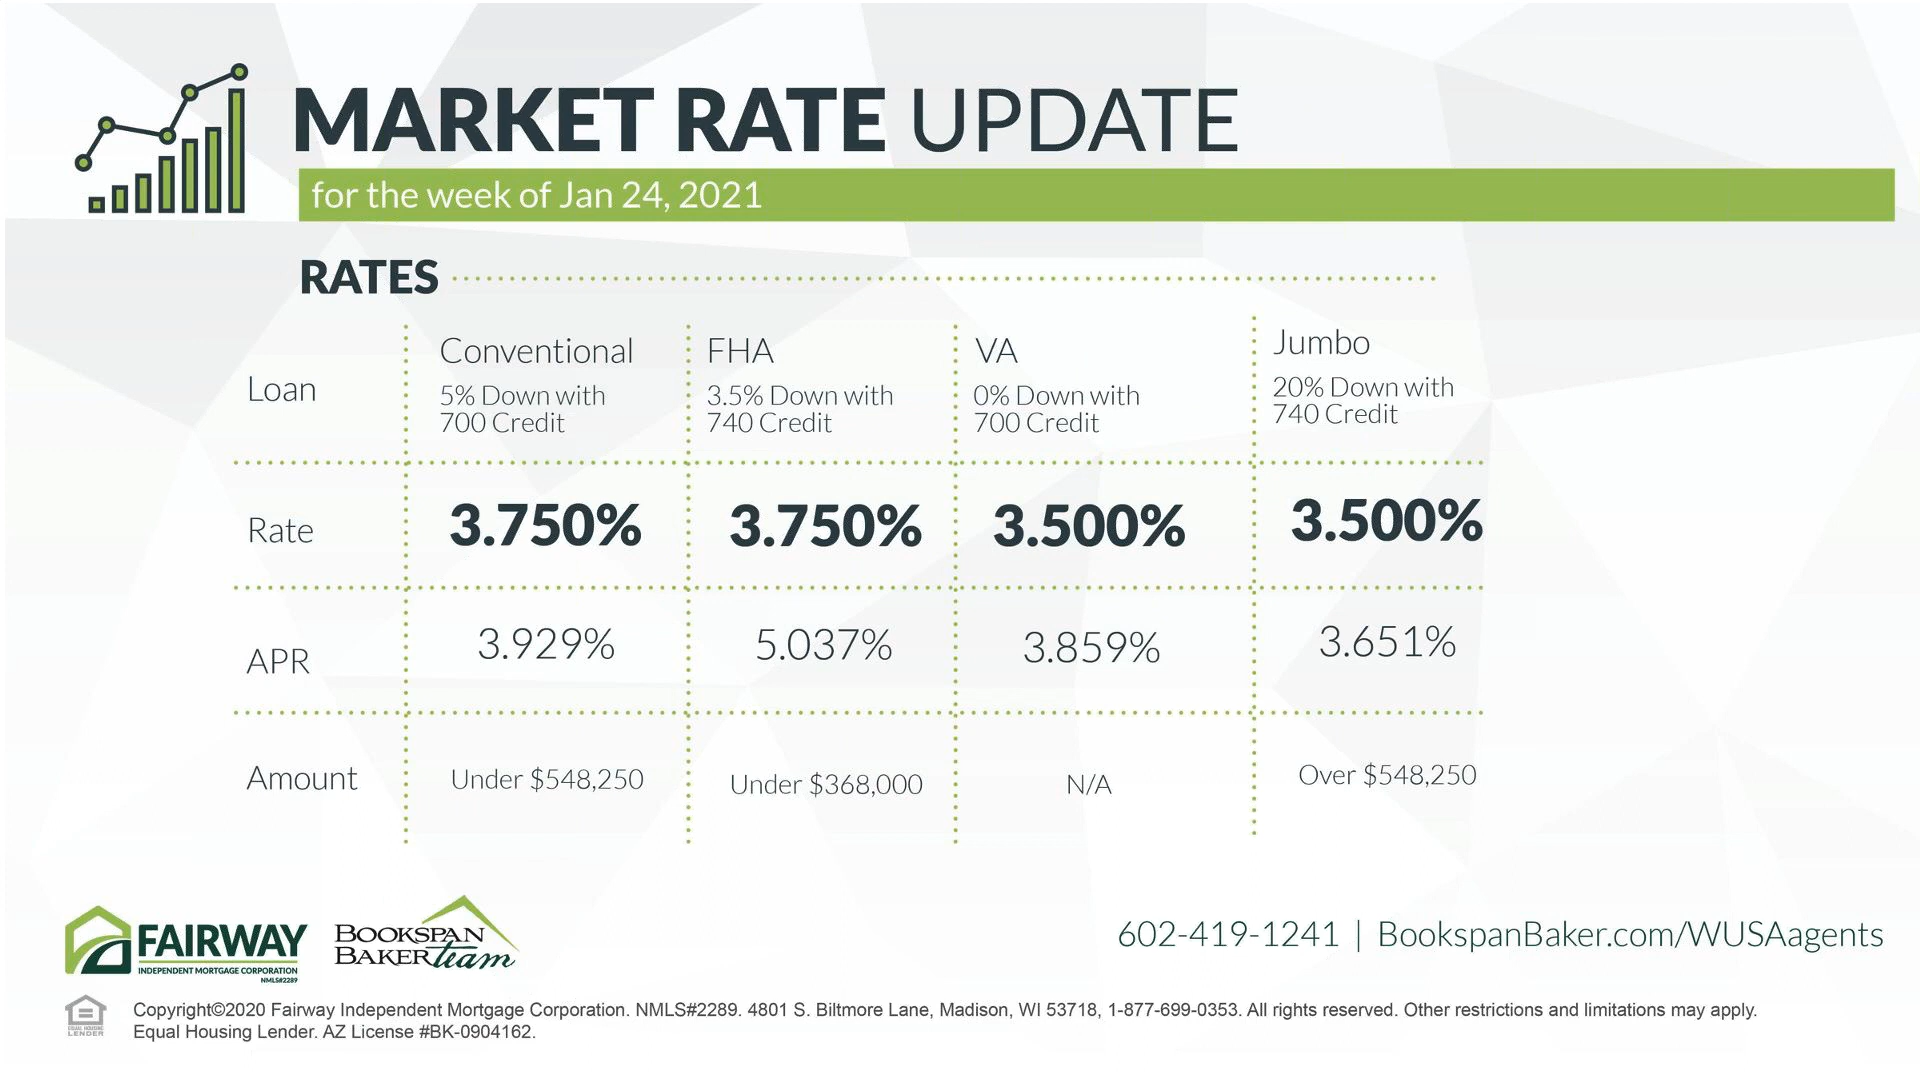 MARKET RATE UPDATE
for the week of Jan 24, 2021
RATES
Loan
Conventional
5% Down with
700 Credit
FHA
3.5% Down with
740 Credit
VA
0% Down with
700 Credit
Jumbo
20% Down with
740 Credit
Rate
3.750%
3.750%
3.500%
3.500%
APR
3.929%
5.037%
3.859%
3.651%
Amount
Under $548,250
Under $368,000
N/A
Over $548,250
FAIRWAY
INDEPENDENT MORTGAGE CORPORATION
NMLS#2289
BOOKSPAN
BAKER team
602-419-1241 | BookspanBaker.com/WUSAagents
EQUAL HOUSING
LENDER
Copyright©2020 Fairway Independent Mortgage Corporation. NMLS#2289. 4801 S. Biltmore Lane, Madison, WI 53718, 1-877-699-0353. All rights reserved. Other restrictions and limitations may apply.
Equal Housing Lender. AZ License #BK-0904162.